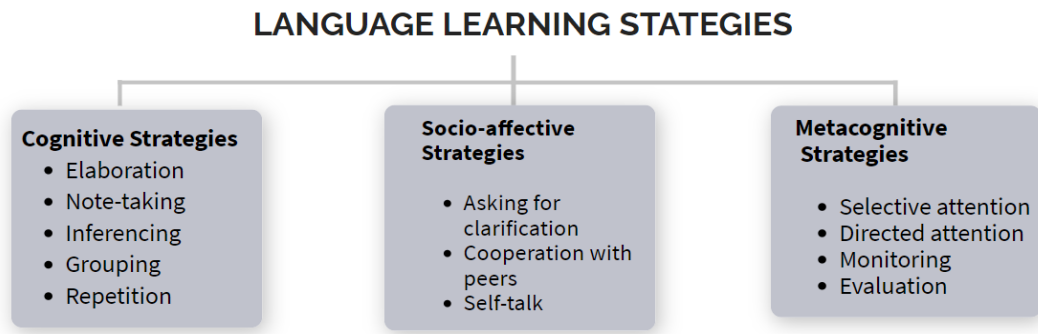 LANGUAGE LEARNING STATEGIES
Cognitive Strategies
• Elaboration
• Note-taking
• Inferencing
• Grouping
• Repetition
Socio-affective
Strategies
• Asking for
clarification
• Cooperation with
peers
• Self-talk
Metacognitive
Strategies
• Selective attention
• Directed attention
• Monitoring
• Evaluation